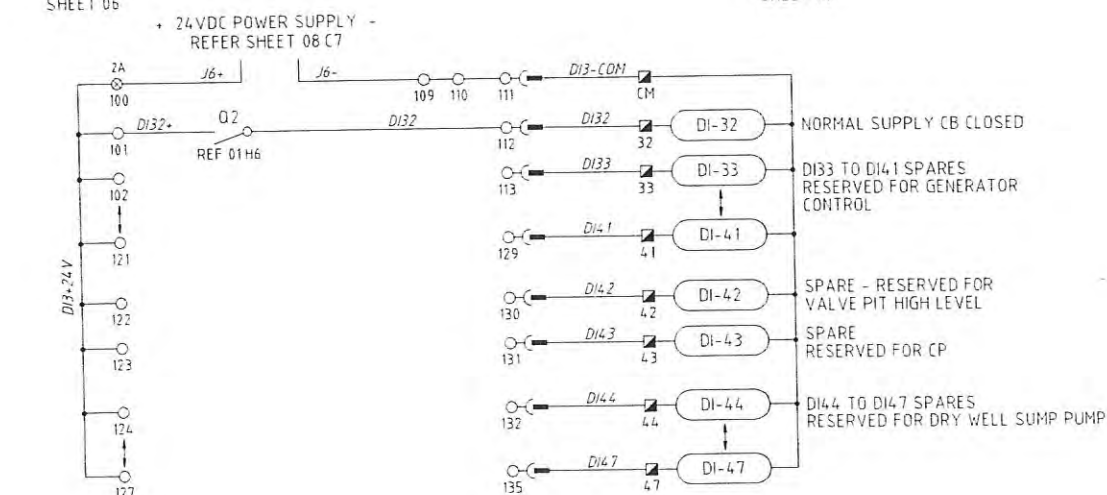 SHEET 06
+ 24VDC POWER SUPPLY -
REFER SHEET 08 C7
2A
J6+
J6-
DI3-COM
100
109 110 111
CM
DI32+
Q2
DI32
DI32
DI-32
NORMAL SUPPLY CB CLOSED
101
REF 01H6
112
32
DI33
DI-33
DI33 TO DI41 SPARES
RESERVED FOR GENERATOR
CONTROL
102
113
33
DI41
DI-41
121
129
41
DI3+24V
DI42
DI-42
SPARE - RESERVED FOR
VALVE PIT HIGH LEVEL
122
130
42
DI43
DI-43
SPARE
RESERVED FOR CP
123
131
43
DI44
DI-44
DI44 TO DI47 SPARES
RESERVED FOR DRY WELL SUMP PUMP
124
132
44
DI47
DI-47
127
135
47